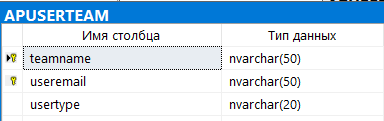 APUSERTEAM
Имя столбца Тип данных
teamname nvarchar(50)
useremail nvarchar(50)
usertype nvarchar(20)